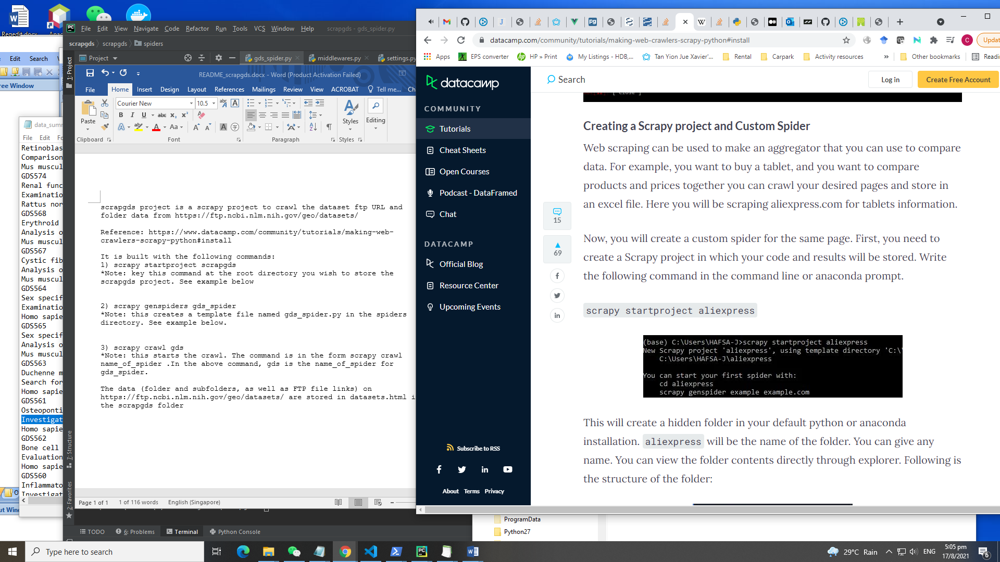 Regedit.docx
File Edit View Navigate Code Refactor Run Tools VCS Window Help scrapgds - gds_spider.py
scrapgds scrapgds spiders
Project gds_spider.py middlewares.py settings.py
1: Project
Edit Search
ree Window
README_scrapgds.docx - Word (Product Activation Failed)
File Home Insert Design Layout References Mailings Review View ACROBAT Tell me... Ch
Courier New 10.5
Paste
Styles
Editing
Clipboard Font Paragraph Styles
data_summ
File Edit Fo
Retinoblas
Comparison
Mus muscul
GDS574
Renal func
Examinatio
Rattus nor
GDS568
Erythroid
Analysis o
Mus muscul
GDS567
Cystic fib
Analysis o
Mus muscul
GDS564
Sex specif
Examinatio
Homo sapie
GDS565
Sex specif
Analysis o
Mus muscul
GDS563
Duchenne m
Search for
Homo sapie
GDS561
Osteoponti
Investigat
Homo sapie
GDS562
Bone cell
Evaluation
Homo sapie
GDS560
Inflammato
Investigat
ut Wind
7: Structure
2: Favorites
scrapgds project is a scrapy project to crawl the dataset ftp URL and
folder data from https://ftp.ncbi.nlm.nih.gov/geo/datasets/
Reference: https://www.datacamp.com/community/tutorials/making-web-
crawlers-scrapy-python#install
It is built with the following commands:
1) scrapy startproject scrapgds
*Note: key this command at the root directory you wish to store the
scrapgds project. See example below
2) scrapy genspiders gds_spider
*Note: this creates a template file named gds_spider.py in the spiders
directory. See example below.
3) scrapy crawl gds
*Note: this starts the crawl. The command is in the form scrapy crawl
name_of_spider .In the above command, gds is the name_of_spider for
gds_spider.
The data (folder and subfolders, as well as FTP file links) on
https://ftp.ncbi.nlm.nih.gov/geo/datasets/ are stored in datasets.html i
the scrapgds folder
Page 1 of 1 1 of 116 words English (Singapore)
TODO 6: Problems Terminal Python Console
datacamp.com/community/tutorials/making-web-crawlers-scrapy-python#install
C Updat
Apps EPS converter HP » Print My Listings - HDB,... Tan Yion Jue Xavier'... Rental Carpark Activity resources » Other bookmarks Readi
datacamp
COMMUNITY
Tutorials
Cheat Sheets
Open Courses
Podcast - DataFramed
Chat
DATACAMP
Official Blog
Resource Center
Upcoming Events
Subscribe to RSS
About Terms Privacy
Search Log in Create Free Account
15
69
Creating a Scrapy project and Custom Spider
Web scraping can be used to make an aggregator that you can use to compare
data. For example, you want to buy a tablet, and you want to compare
products and prices together you can crawl your desired pages and store in
an excel file. Here you will be scraping aliexpress.com for tablets information.
Now, you will create a custom spider for the same page. First, you need to
create a Scrapy project in which your code and results will be stored. Write
the following command in the command line or anaconda prompt.
scrapy startproject aliexpress
(base) C:\Users\HAFSA-J>scrapy startproject aliexpress
New Scrapy project 'aliexpress', using template directory 'C:\
C:\Users\HAFSA-J\aliexpress
You can start your first spider with:
cd aliexpress
scrapy genspider example example.com
This will create a hidden folder in your default python or anaconda
installation. aliexpress will be the name of the folder. You can give any
name. You can view the folder contents directly through explorer. Following is
the structure of the folder:
ProgramData
Python27
Type here to search
29°C Rain ENG 5:05 pm
17/8/2021
6